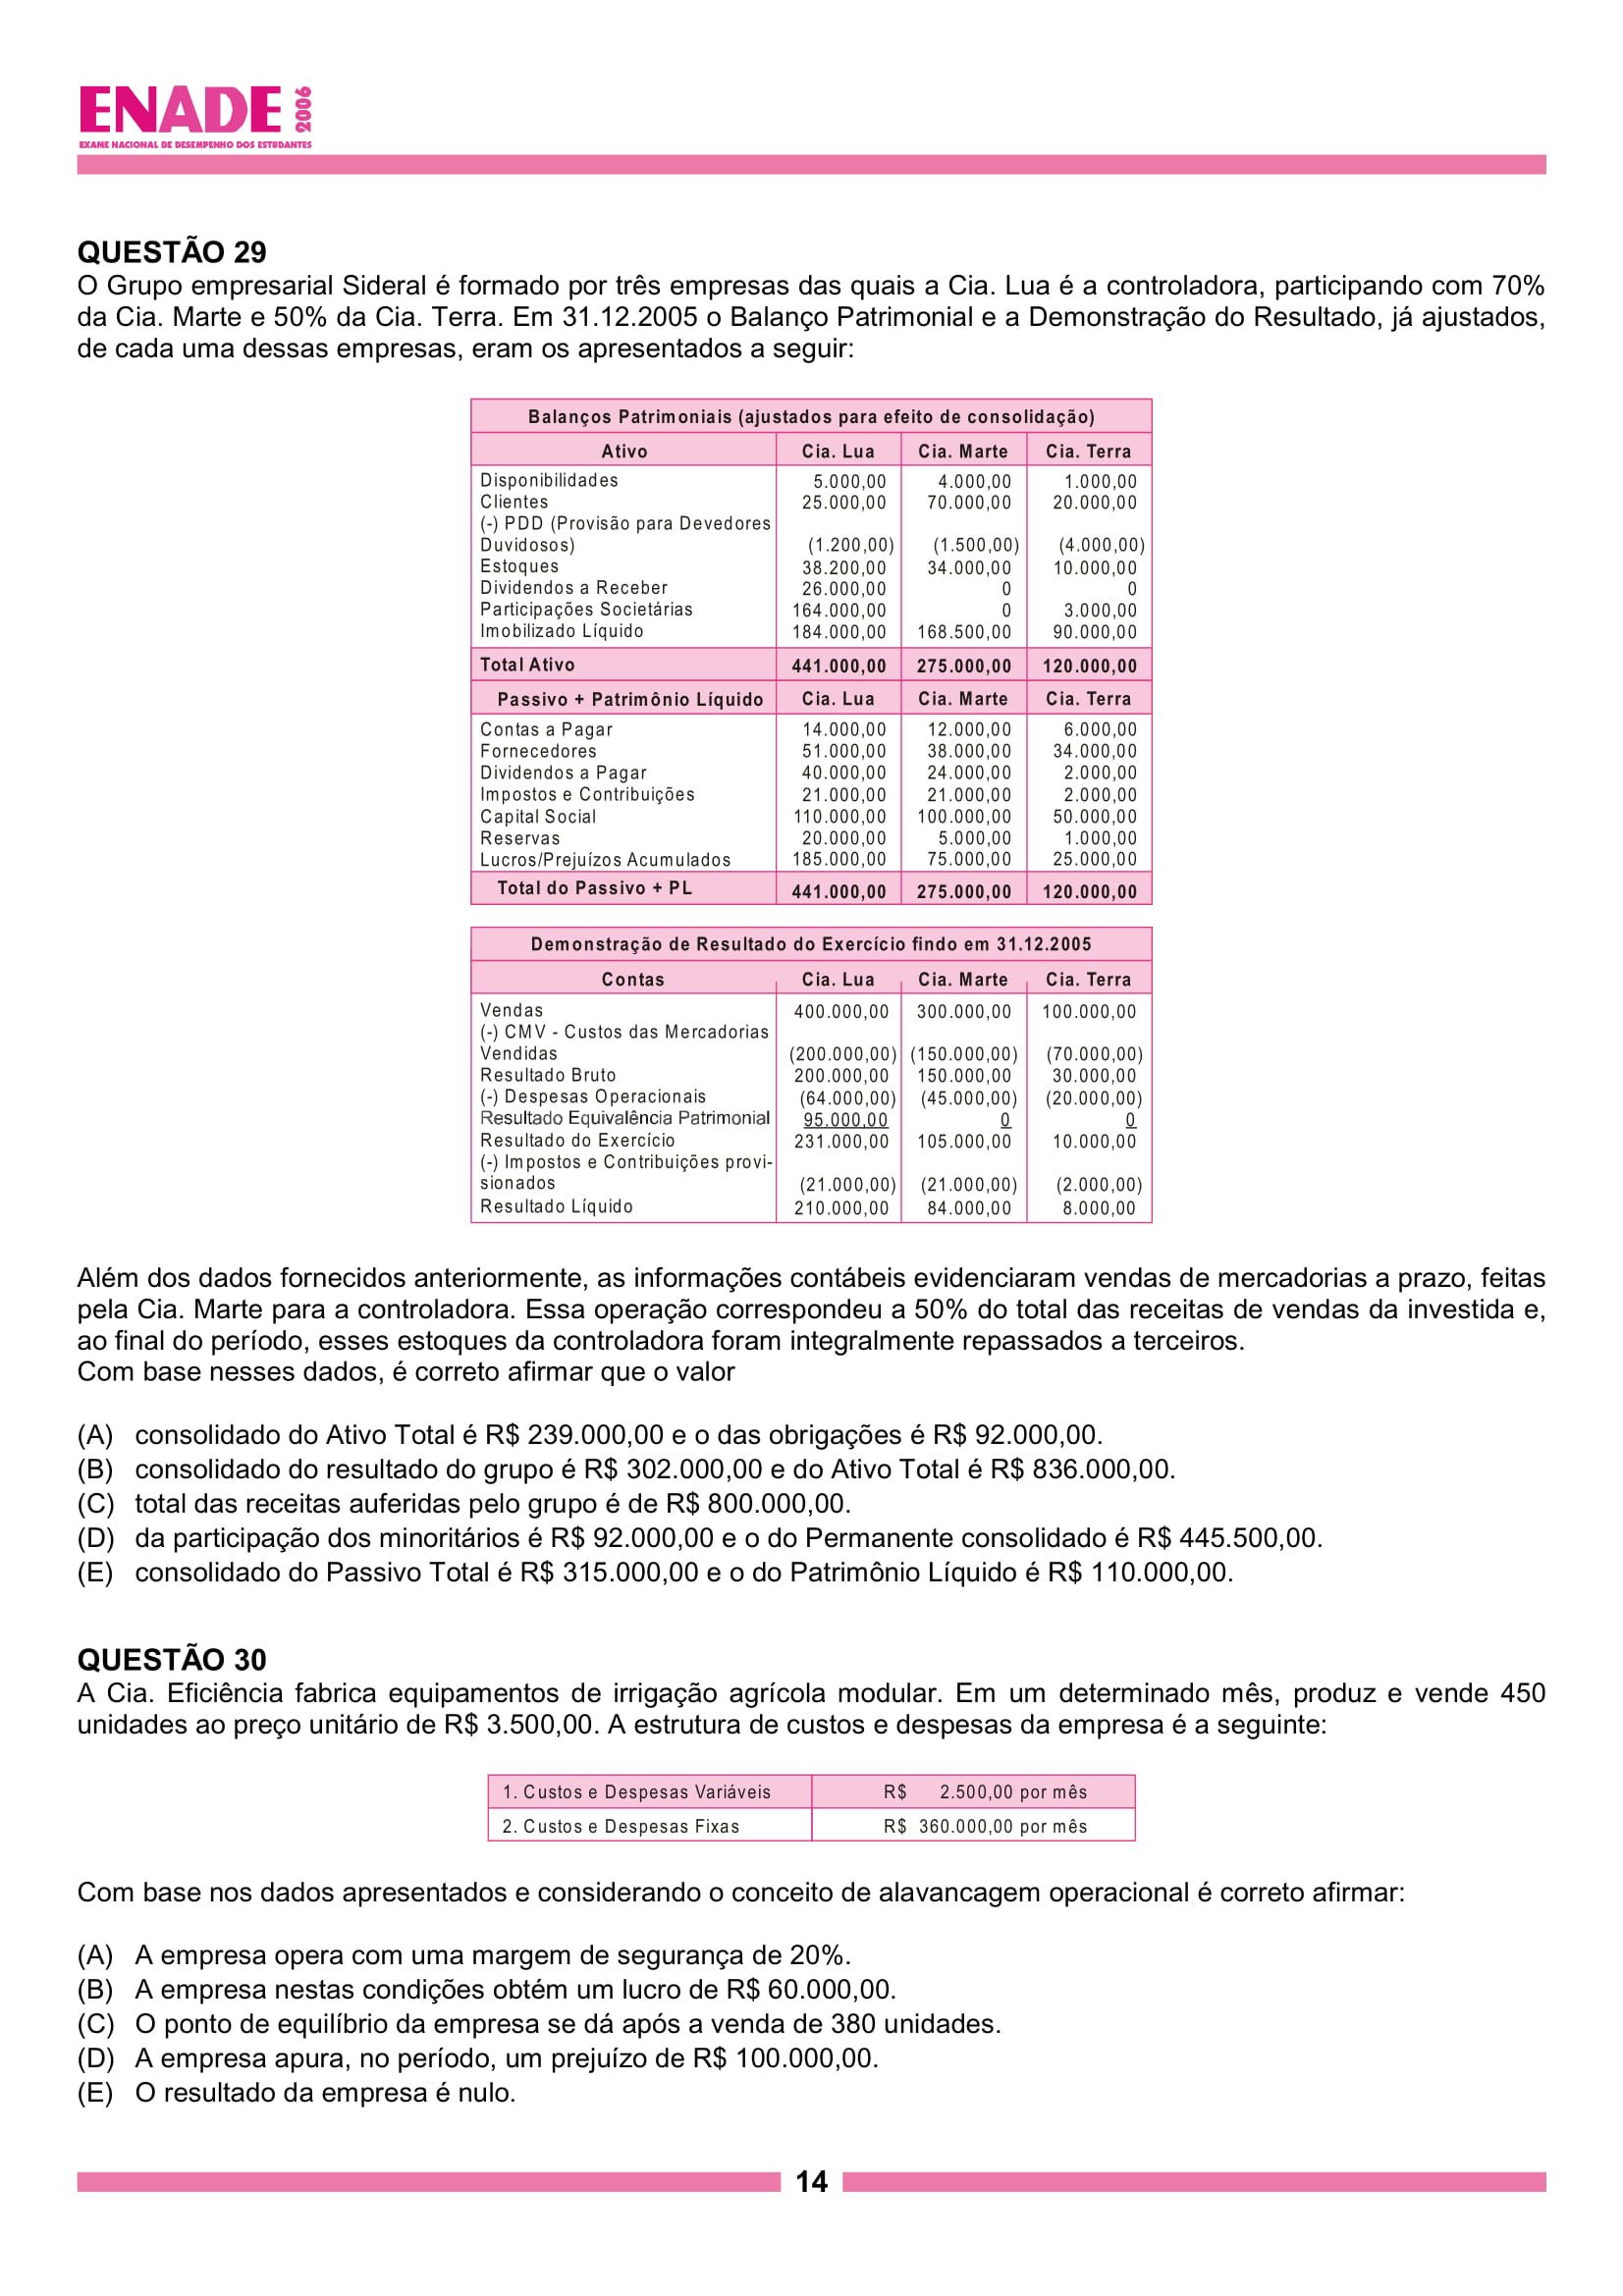 ENADE 2006
EXAME NACIONAL DE DESEMPENHO DOS ESTUDANTES
QUESTÃO 29
O Grupo empresarial Sideral é formado por três empresas das quais a Cia. Lua é a controladora, participando com 70%
da Cia. Marte e 50% da Cia. Terra. Em 31.12.2005 o Balanço Patrimonial e a Demonstração do Resultado, já ajustados,
de cada uma dessas empresas, eram os apresentados a seguir:
Balanços Patrimoniais (ajustados para efeito de consolidação)
Ativo Cia. Lua Cia. Marte Cia. Terra
Disponibilidades 5.000,00 4.000,00 1.000,00
Clientes 25.000,00 70.000,00 20.000,00
(-) PDD (Provisão para Devedores
Duvidosos) (1.200,00) (1.500,00) (4.000,00)
Estoques 38.200,00 34.000,00 10.000,00
Dividendos a Receber 26.000,00 0 0
Participações Societárias 164.000,00 0 3.000,00
Imobilizado Líquido 184.000,00 168.500,00 90.000,00
Total Ativo 441.000,00 275.000,00 120.000,00
Passivo + Patrimônio Líquido Cia. Lua Cia. Marte Cia. Terra
Contas a Pagar 14.000,00 12.000,00 6.000,00
Fornecedores 51.000,00 38.000,00 34.000,00
Dividendos a Pagar 40.000,00 24.000,00 2.000,00
Impostos e Contribuições 21.000,00 21.000,00 2.000,00
Capital Social 110.000,00 100.000,00 50.000,00
Reservas 20.000,00 5.000,00 1.000,00
Lucros/Prejuízos Acumulados 185.000,00 75.000,00 25.000,00
Total do Passivo + PL 441.000,00 275.000,00 120.000,00
Demonstração de Resultado do Exercício findo em 31.12.2005
Contas Cia. Lua Cia. Marte Cia. Terra
Vendas 400.000,00 300.000,00 100.000,00
(-) CMV - Custos das Mercadorias
Vendidas (200.000,00) (150.000,00) (70.000,00)
Resultado Bruto 200.000,00 150.000,00 30.000,00
(-) Despesas Operacionais (64.000,00) (45.000,00) (20.000,00)
Resultado Equivalência Patrimonial 95.000,00 0 0
Resultado do Exercício 231.000,00 105.000,00 10.000,00
(-) Impostos e Contribuições provi-
sionados (21.000,00) (21.000,00) (2.000,00)
Resultado Líquido 210.000,00 84.000,00 8.000,00
Além dos dados fornecidos anteriormente, as informações contábeis evidenciaram vendas de mercadorias a prazo, feitas
pela Cia. Marte para a controladora. Essa operação correspondeu a 50% do total das receitas de vendas da investida e,
ao final do período, esses estoques da controladora foram integralmente repassados a terceiros.
Com base nesses dados, é correto afirmar que o valor
(A) consolidado do Ativo Total é R$ 239.000,00 e o das obrigações é R$ 92.000,00.
(B) consolidado do resultado do grupo é R$ 302.000,00 e do Ativo Total é R$ 836.000,00.
(C) total das receitas auferidas pelo grupo é de R$ 800.000,00.
(D) da participação dos minoritários é R$ 92.000,00 e o do Permanente consolidado é R$ 445.500,00.
(E) consolidado do Passivo Total é R$ 315.000,00 e o do Patrimônio Líquido é R$ 110.000,00.
QUESTÃO 30
A Cia. Eficiência fabrica equipamentos de irrigação agrícola modular. Em um determinado mês, produz e vende 450
unidades ao preço unitário de R$ 3.500,00. A estrutura de custos e despesas da empresa é a seguinte:
1. Custos e Despesas Variáveis R$ 2.500,00 por mês
2. Custos e Despesas Fixas R$ 360.000,00 por mês
Com base nos dados apresentados e considerando o conceito de alavancagem operacional é correto afirmar:
(A) A empresa opera com uma margem de segurança de 20%.
(B) A empresa nestas condições obtém um lucro de R$ 60.000,00.
(C) O ponto de equilíbrio da empresa se dá após a venda de 380 unidades.
(D) A empresa apura, no período, um prejuízo de R$ 100.000,00.
(E) O resultado da empresa é nulo.
14